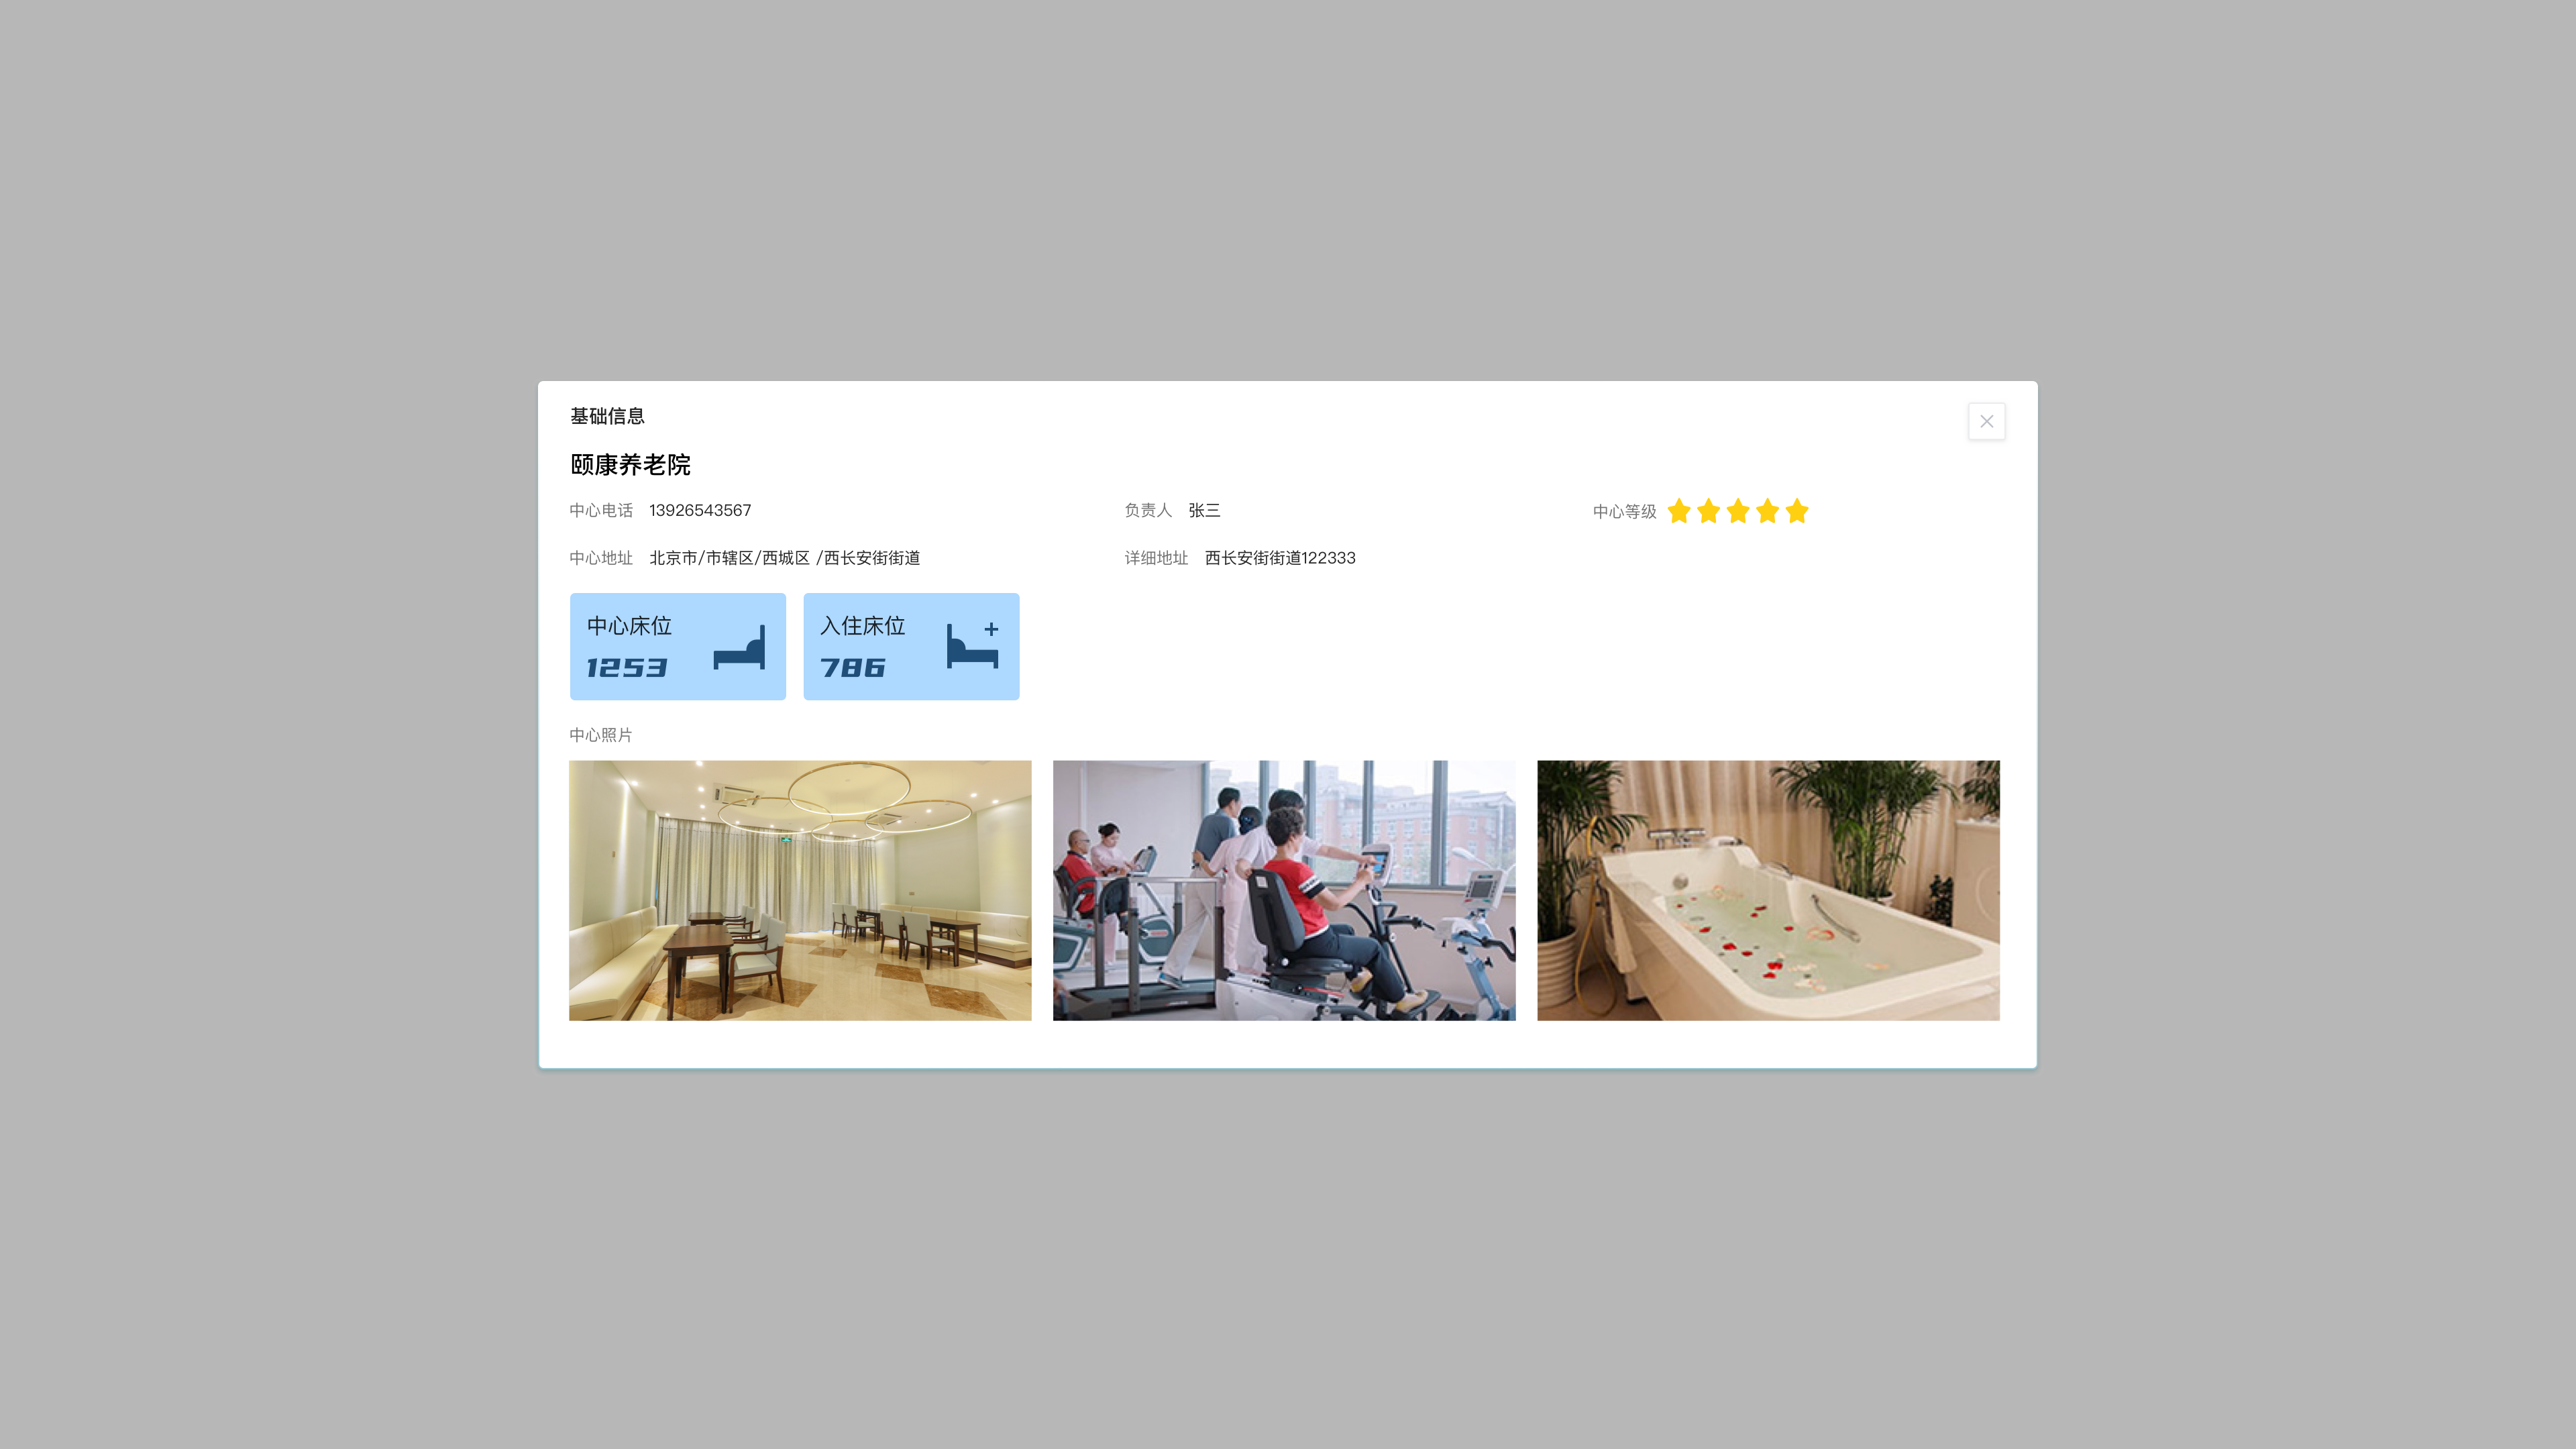 基础信息
颐康养老院
中心电话 13926543567 负责人 张三 中心等级
中心地址 北京市/市辖区/西城区 /西长安街街道 详细地址 西长安街街道122333
中心床位 入住床位
1253 786
中心照片